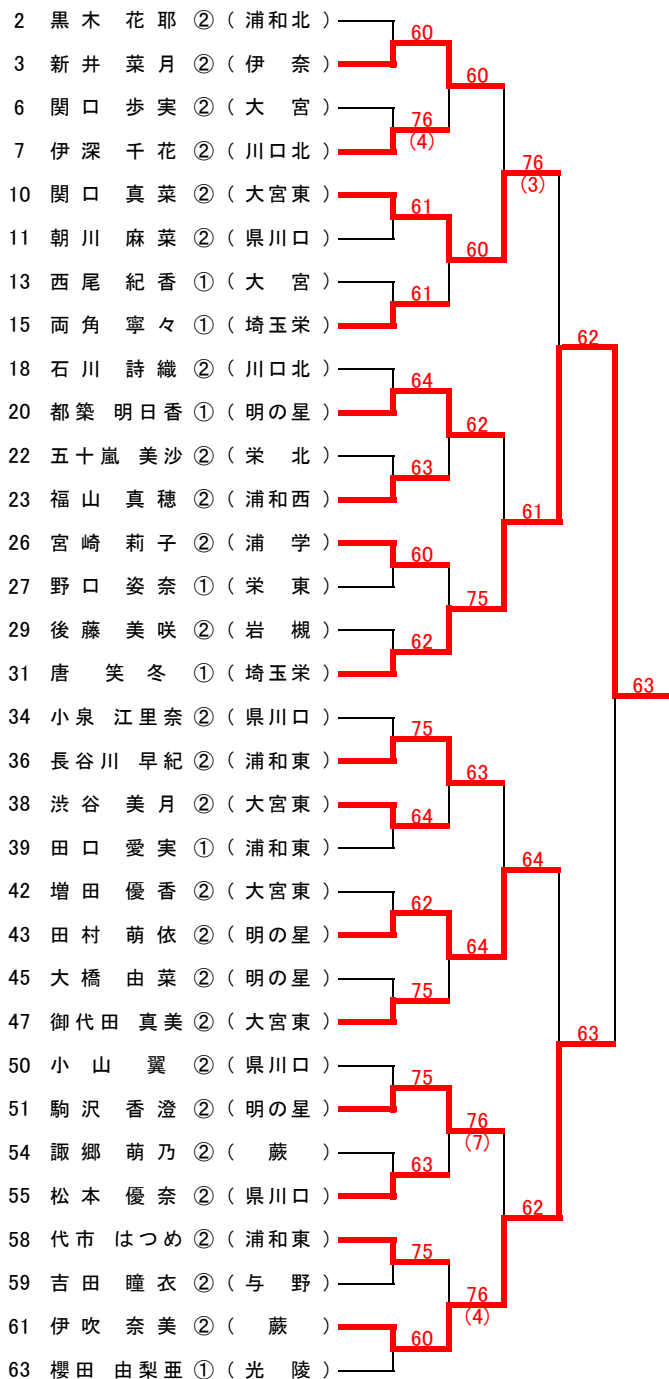 2 黒木 花耶 ② ( 浦和北 )
60
3 新井 菜月 ② ( 伊 奈 )
60
6 関口 歩実 ② ( 大 宮 )
76
(4)
7 伊深 千花 ② ( 川口北 )
76
(3)
10 関口 真菜 ② ( 大宮東 )
61
11 朝川 麻菜 ② ( 県川口 )
60
13 西尾 紀香 ① ( 大 宮 )
61
15 両角 寧々 ① ( 埼玉栄 )
62
18 石川 詩織 ② ( 川口北 )
64
20 都築 明日香 ① ( 明の星 )
62
22 五十嵐 美沙 ② ( 栄 北 )
63
23 福山 真穂 ② ( 浦和西 )
61
26 宮崎 莉子 ② ( 浦 学 )
60
27 野口 姿奈 ① ( 栄 東 )
75
29 後藤 美咲 ② ( 岩 槻 )
62
31 唐 笑冬 ① ( 埼玉栄 )
63
34 小泉 江里奈 ② ( 県川口 )
75
36 長谷川 早紀 ② ( 浦和東 )
63
38 渋谷 美月 ② ( 大宮東 )
64
39 田口 愛実 ① ( 浦和東 )
64
42 増田 優香 ② ( 大宮東 )
62
43 田村 萌依 ② ( 明の星 )
64
45 大橋 由菜 ② ( 明の星 )
75
47 御代田 真美 ② ( 大宮東 )
63
50 小山 翼 ② ( 県川口 )
75
51 駒沢 香澄 ② ( 明の星 )
76
(7)
54 諏郷 萌乃 ② ( 蕨 )
63
55 松本 優奈 ② ( 県川口 )
62
58 代市 はつめ ② ( 浦和東 )
75
59 吉田 瞳衣 ② ( 与 野 )
76
(4)
61 伊吹 奈美 ② ( 蕨 )
60
63 櫻田 由梨亜 ① ( 光 陵 )